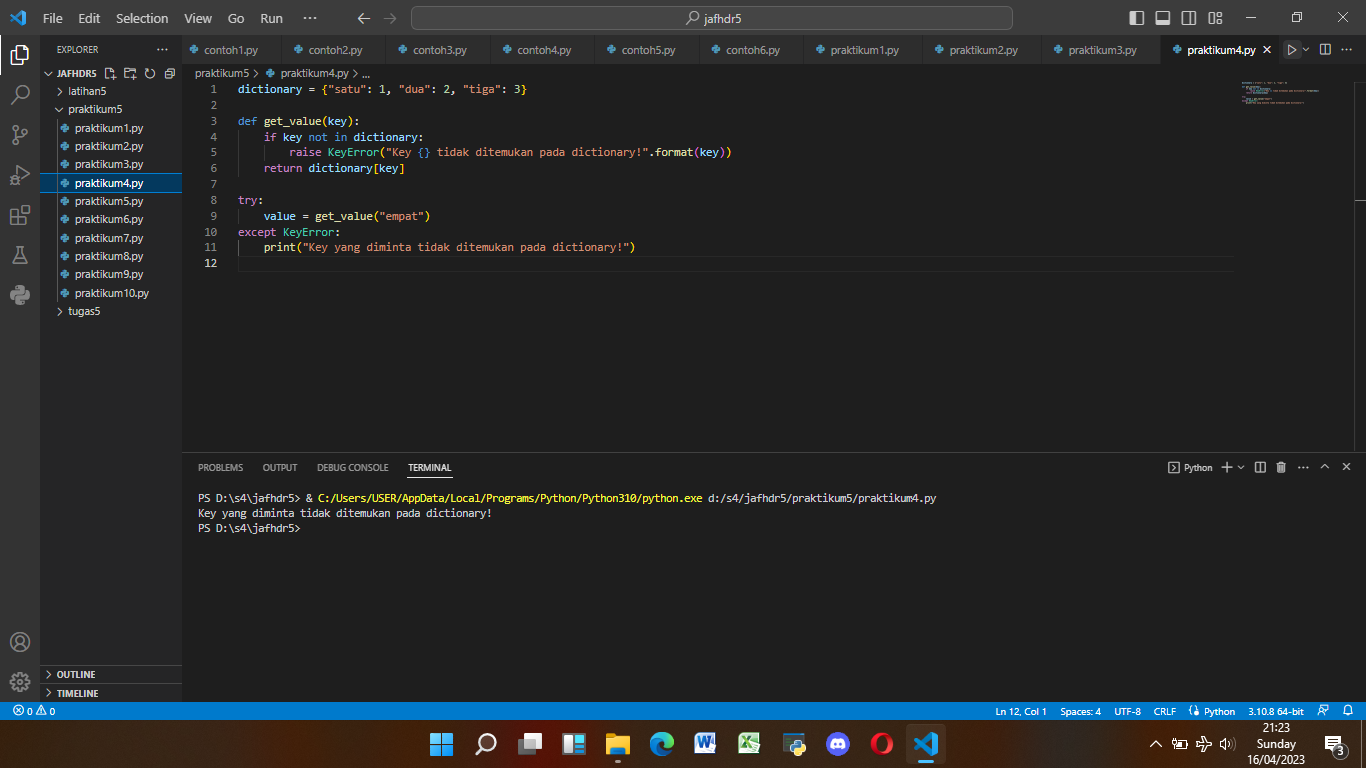 File Edit Selection View Go Run ··· jafhdr5
EXPLORER ···
contoh1.py contoh2.py contoh3.py contoh4.py contoh5.py contoh6.py praktikum1.py praktikum2.py praktikum3.py praktikum4.py
JAFHDR5
latihan5
praktikum5
praktikum1.py
praktikum2.py
praktikum3.py
praktikum4.py
praktikum5.py
praktikum6.py
praktikum7.py
praktikum8.py
praktikum9.py
praktikum10.py
tugas5
OUTLINE
TIMELINE
praktikum5 > praktikum4.py > ...
1 dictionary = {"satu": 1, "dua": 2, "tiga": 3}
2
3 def get_value(key):
4 if key not in dictionary:
5 raise KeyError("Key {} tidak ditemukan pada dictionary!".format(key))
6 return dictionary[key]
7
8 try:
9 value = get_value("empat")
10 except KeyError:
11 print("Key yang diminta tidak ditemukan pada dictionary!")
12
PROBLEMS OUTPUT DEBUG CONSOLE TERMINAL Python
PS D:\s4\jafhdr5> & C:/Users/USER/AppData/Local/Programs/Python/Python310/python.exe d:/s4/jafhdr5/praktikum5/praktikum4.py
Key yang diminta tidak ditemukan pada dictionary!
PS D:\s4\jafhdr5>
0 0 Ln 12, Col 1 Spaces: 4 UTF-8 CRLF Python 3.10.8 64-bit
21:23
Sunday
16/04/2023
3